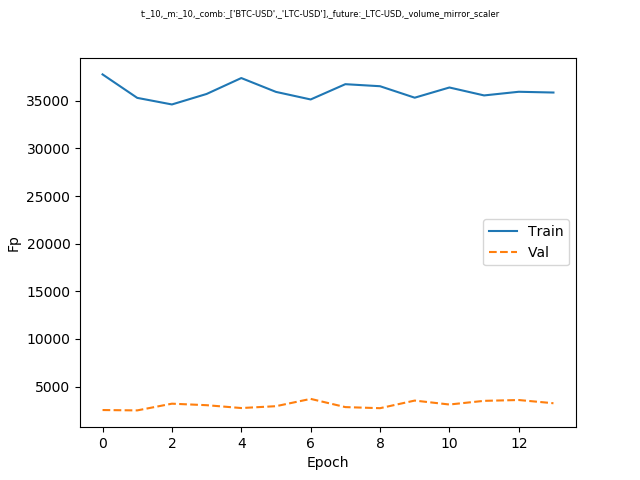 t:_10,_m:_10,_comb:_['BTC-USD',_'LTC-USD'],_future:_LTC-USD,_volume_mirror_scaler
35000
30000
25000
20000
15000
10000
5000
Fp
Train
Val
0 2 4 6 8 10 12
Epoch